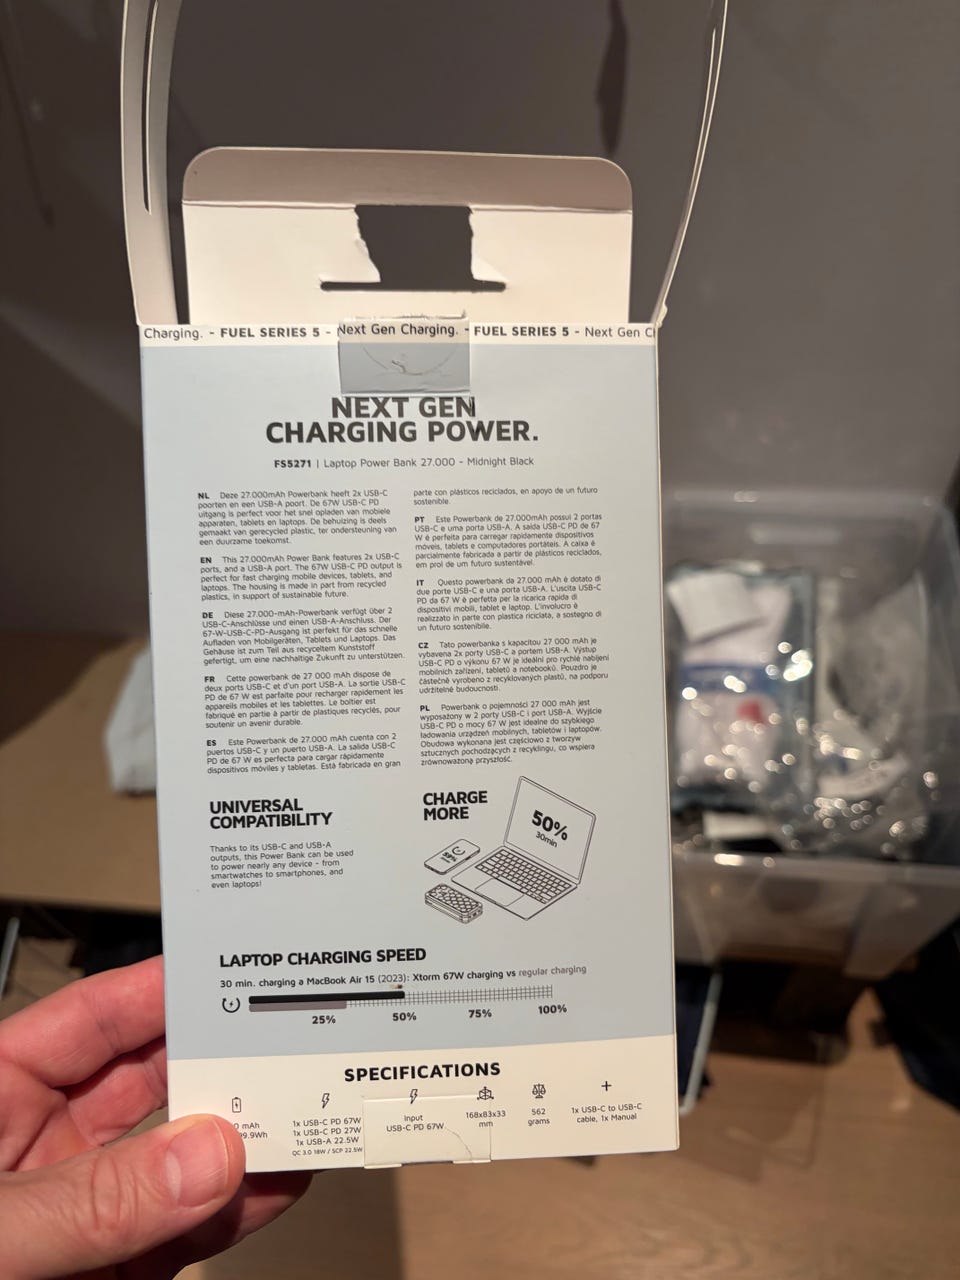 Charging. - FUEL SERIES 5 - Next Gen Charging. - FUEL SERIES 5 - Next Gen C
NEXT GEN
CHARGING POWER.
FS5271 | Laptop Power Bank 27.000 - Midnight Black
NL Deze 27.000mAh Powerbank heeft 2x USB-C
poorten en een USB-A poort. De 67W USB-C PD
uitgang is perfect voor het snel opladen van mobiele
apparaten, tablets en laptops. De behuizing is deels
gemaakt van gerecycled plastic, ter ondersteuning van
een duurzame toekomst.
EN This 27.000mAh Power Bank features 2x USB-C
ports, and a USB-A port. The 67W USB-C PD output is
perfect for fast charging mobile devices, tablets, and
laptops. The housing is made in part from recycled
plastics, in support of a sustainable future.
DE Diese 27.000-mAh-Powerbank verfügt über 2
USB-C-Anschlüsse und einen USB-A-Anschluss. Der
67-W-USB-C-PD-Ausgang ist perfekt für das schnelle
Aufladen von Mobilgeräten, Tablets und Laptops. Das
Gehäuse ist zum Teil aus recyceltem Kunststoff
gefertigt, um eine nachhaltige Zukunft zu unterstützen.
FR Cette powerbank de 27 000 mAh dispose de
deux ports USB-C et d'un port USB-A. La sortie USB-C
PD de 67 W est parfaite pour recharger rapidement les
appareils mobiles et les tablettes. Le boîtier est
fabriqué en partie à partir de plastiques recyclés, pour
soutenir un avenir durable.
ES Este Powerbank de 27.000 mAh cuenta con 2
puertos USB-C y un puerto USB-A. La salida USB-C
PD de 67 W es perfecta para cargar rápidamente
dispositivos móviles y tabletas. Está fabricada en gran
parte con plásticos reciclados, en apoyo de un futuro
sostenible.
PT Este Powerbank de 27.000mAh possui 2 portas
USB-C e uma porta USB-A. A saída USB-C PD de 67
W é perfeita para carregar rapidamente dispositivos
móveis, tablets e computadores portáteis. A caixa é
parcialmente fabricada a partir de plásticos reciclados,
em prol de um futuro sustentável.
IT Questo powerbank da 27.000 mAh è dotato di
due porte USB-C e una porta USB-A. L'uscita USB-C
PD da 67 W è perfetta per la ricarica rapida di
dispositivi mobili, tablet e laptop. L'involucro è
realizzato in parte con plastica riciclata, a sostegno di
un futuro sostenibile.
CZ Tato powerbanka s kapacitou 27 000 mAh je
vybavena 2x porty USB-C a portem USB-A. Výstup
USB-C PD o výkonu 67 W je ideální pro rychlé nabíjení
mobilních zařízení, tabletů a notebooků. Pouzdro je
částečně vyrobeno z recyklovaných plastů, na podporu
udržitelné budoucnosti.
PL Powerbank o pojemności 27 000 mAh jest
wyposażony w 2 porty USB-C i port USB-A. Wyjście
USB-C PD o mocy 67 W jest idealne do szybkiego
ładowania urządzeń mobilnych, tabletów i laptopów.
Obudowa wykonana jest częściowo z tworzyw
sztucznych pochodzących z recyklingu, co wspiera
zrównoważoną przyszłość.
UNIVERSAL
COMPATIBILITY
Thanks to its USB-C and USB-A
outputs, this Power Bank can be used
to power nearly any device - from
smartwatches to smartphones, and
even laptops!
CHARGE
MORE
50%
30min
LAPTOP CHARGING SPEED
30 min. charging a MacBook Air 15 (2023): Xtorm 67W charging vs regular charging
25% 50% 75% 100%
SPECIFICATIONS
0 mAh
99.9Wh
1x USB-C PD 67W
1x USB-C PD 27W
1x USB-A 22.5W
QC 3.0 18W / SCP 22.5W
Input
USB-C PD 67W
168x83x33
mm
562
grams
+
1x USB-C to USB-C
cable, 1x Manual